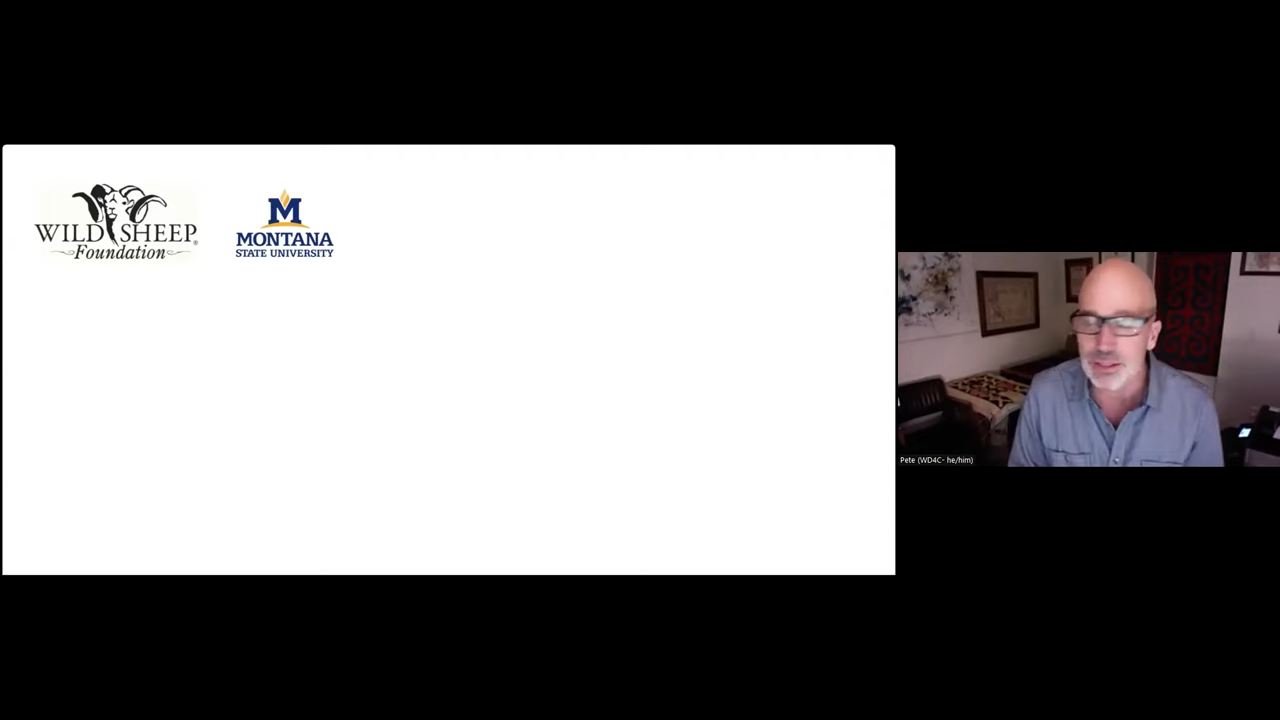 WILD SHEEP®
Foundation
M
MONTANA
STATE UNIVERSITY
Pete (WD4C- he/him)